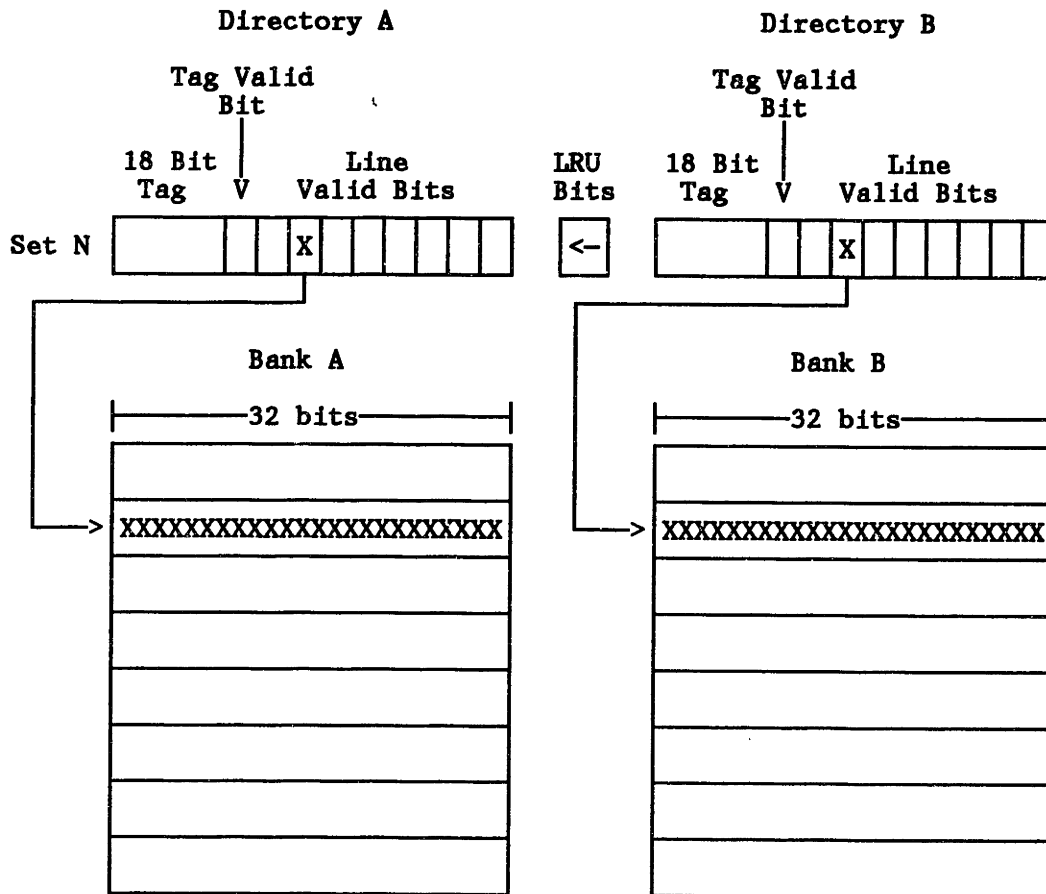 Directory A
Directory B
Tag Valid
Bit
Tag Valid
Bit
18 Bit
Tag
V
Line
Valid Bits
LRU
Bits
18 Bit
Tag
V
Line
Valid Bits
Set N
X
<-
X
Bank A
Bank B
32 bits
32 bits
> XXXXXXXXXXXXXXXXXXXXXXXX
> XXXXXXXXXXXXXXXXXXXXXXXX